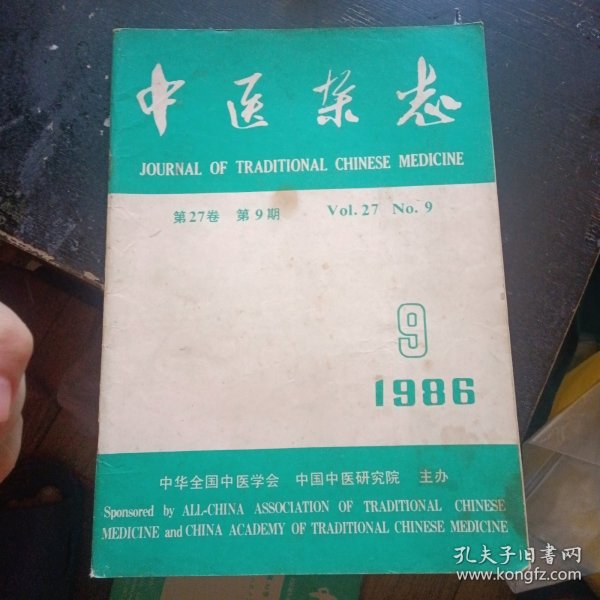 中医杂志
JOURNAL OF TRADITIONAL CHINESE MEDICINE
第27卷 第9期 Vol.27 No.9
9
1986
中华全国中医学会 中国中医研究院 主办
Sponsored by ALL-CHINA ASSOCIATION OF TRADITIONAL CHINESE
MEDICINE and CHINA ACADEMY OF TRADITIONAL CHINESE MEDICINE
孔夫子旧书网
www.kongfz.com